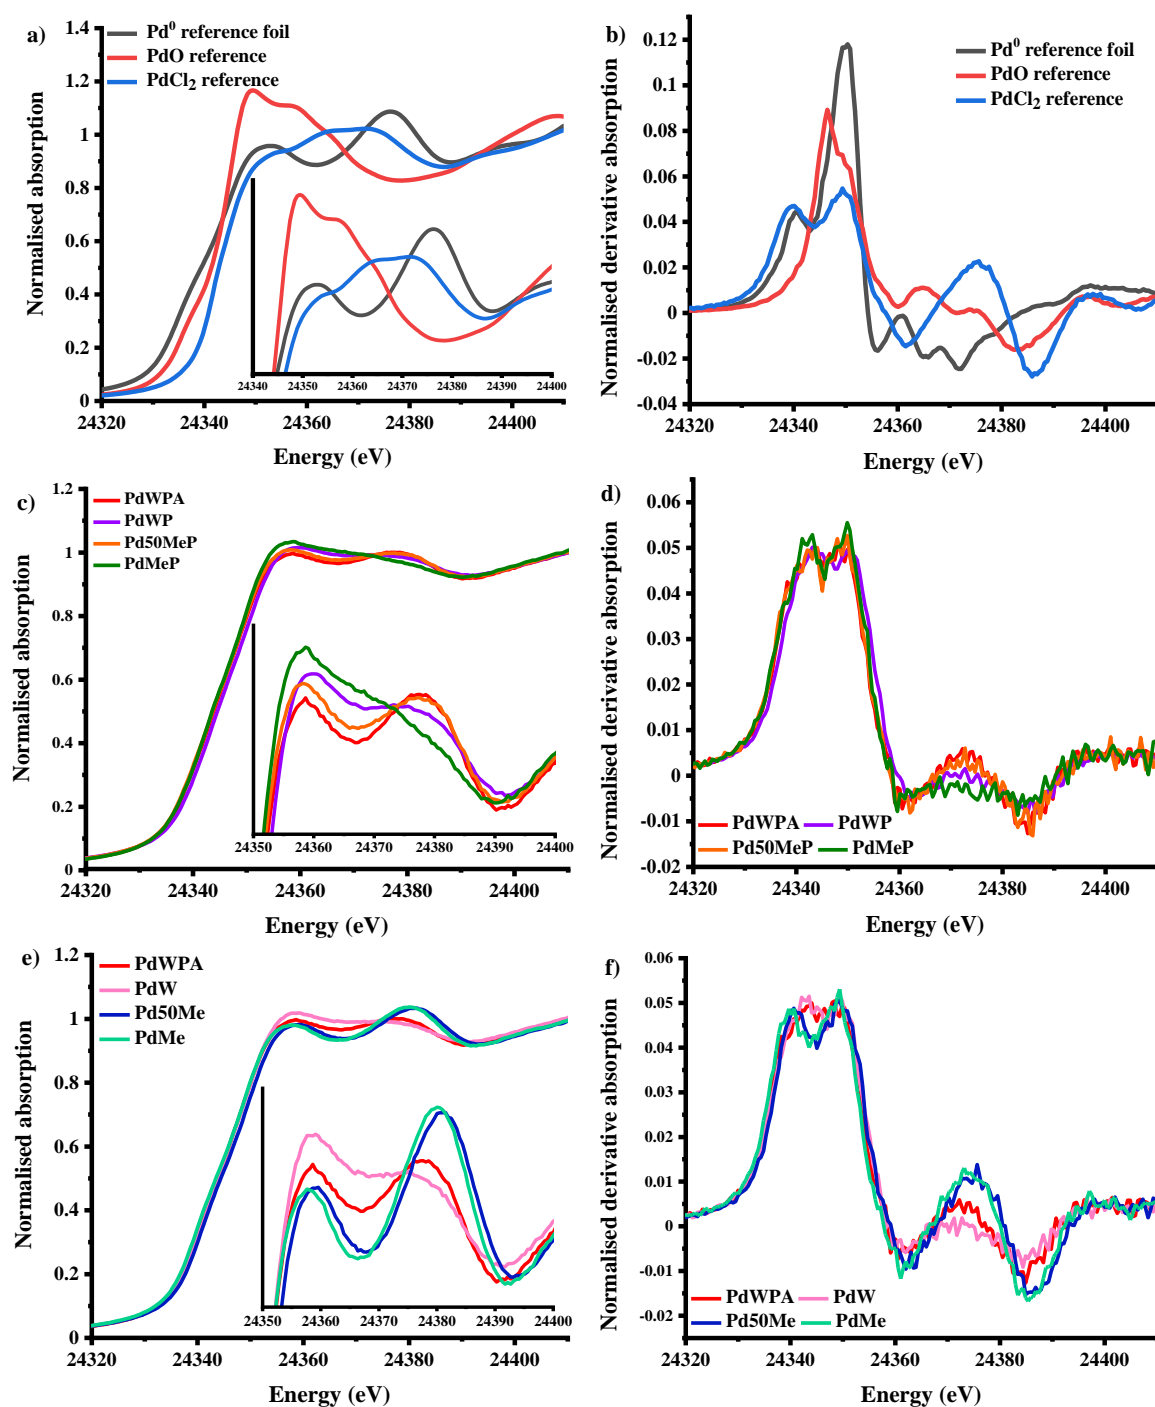 a)
Pd⁰ reference foil
PdO reference
PdCl₂ reference
1.4
1.2
1
0.8
0.6
0.4
0.2
0
Normalised absorption
24340 24350 24360 24370 24380 24390 24400
24320 24340 24360 24380 24400
Energy (eV)
b)
Pd⁰ reference foil
PdO reference
PdCl₂ reference
0.12
0.10
0.08
0.06
0.04
0.02
0
-0.02
-0.04
Normalised derivative absorption
24320 24340 24360 24380 24400
Energy (eV)
c)
PdWPA
PdWP
Pd50MeP
PdMeP
1.2
1
0.8
0.6
0.4
0.2
0
Normalised absorption
24350 24360 24370 24380 24390 24400
24320 24340 24360 24380 24400
Energy (eV)
d)
0.06
0.05
0.04
0.03
0.02
0.01
0
-0.01
-0.02
Normalised derivative absorption
PdWPA PdWP
Pd50MeP PdMeP
24320 24340 24360 24380 24400
Energy (eV)
e)
PdWPA
PdW
Pd50Me
PdMe
1.2
1
0.8
0.6
0.4
0.2
0
Normalised absorption
24350 24360 24370 24380 24390 24400
24320 24340 24360 24380 24400
Energy (eV)
f)
0.06
0.05
0.04
0.03
0.02
0.01
0
-0.01
-0.02
Normalised derivative absorption
PdWPA PdW
Pd50Me PdMe
24320 24340 24360 24380 24400
Energy (eV)